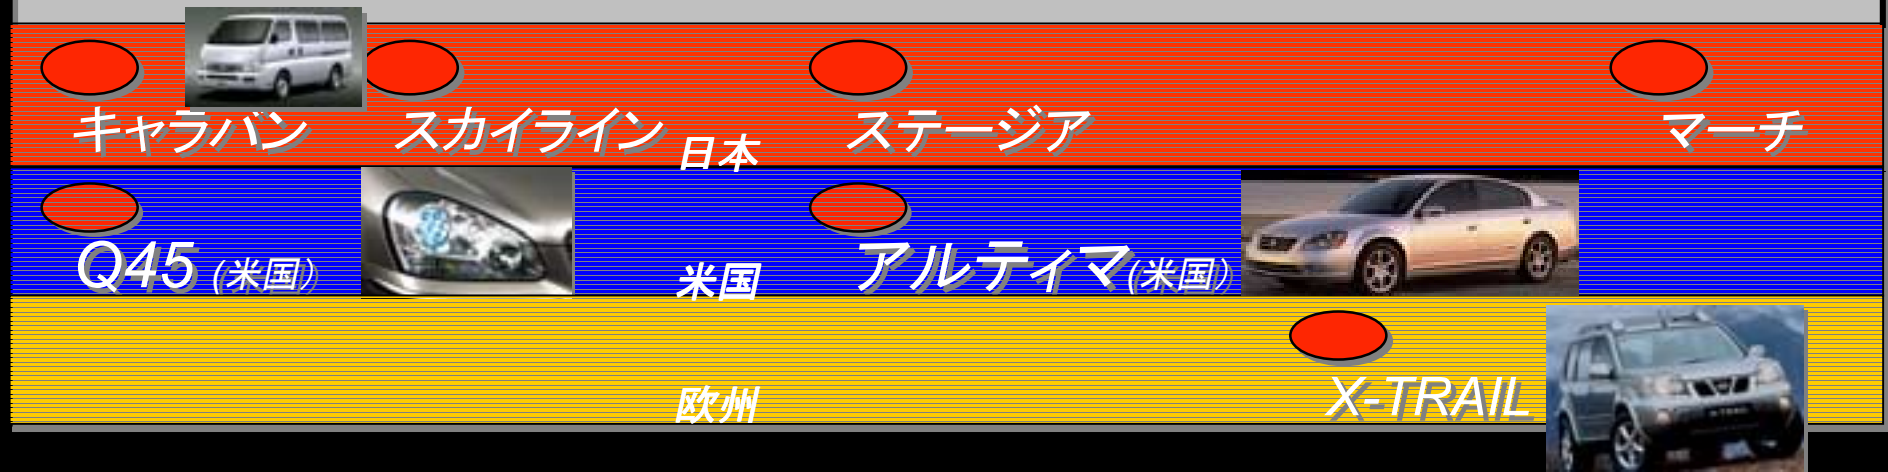 キャラバン
スカイライン
日本
ステージア
マーチ
Q45 (米国)
米国
アルティマ(米国)
欧州
X-TRAIL